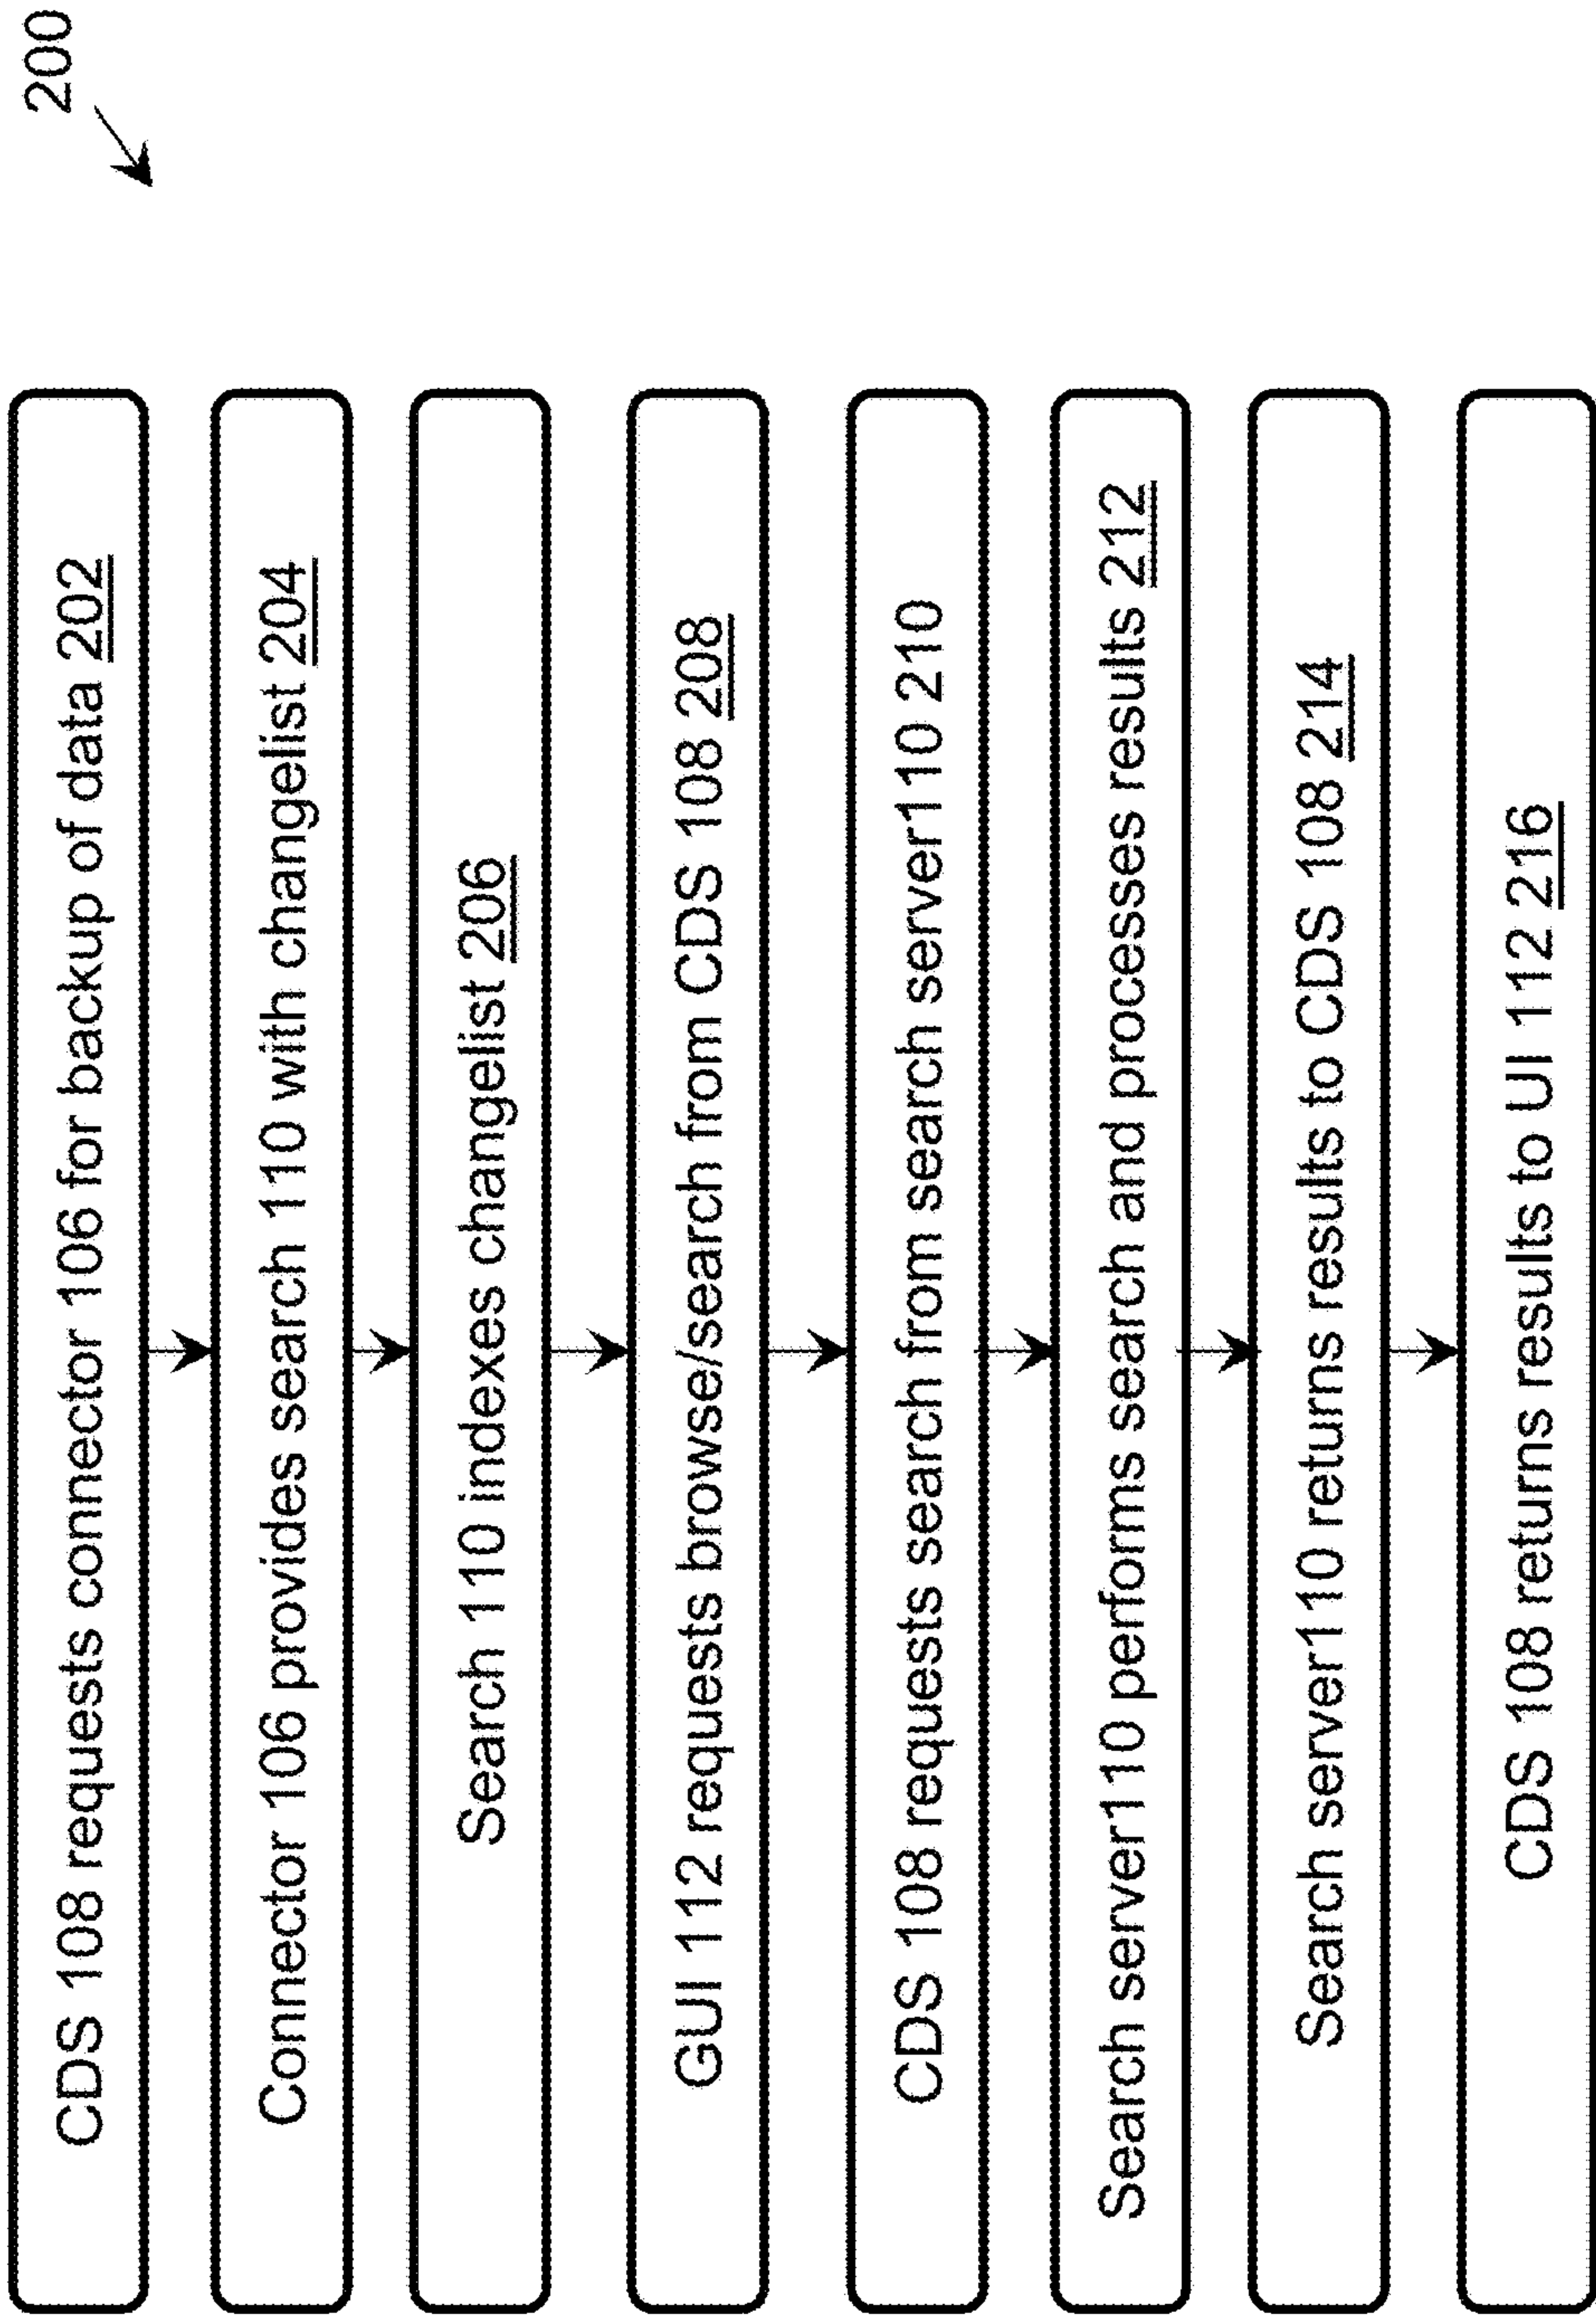 200
CDS 108 requests connector 106 for backup of data 202
Connector 106 provides search 110 with changelist 204
Search 110 indexes changelist 206
GUI 112 requests browse/search from CDS 108 208
CDS 108 requests search from search server110 210
Search server110 performs search and processes results 212
Search server110 returns results to CDS 108 214
CDS 108 returns results to UI 112 216